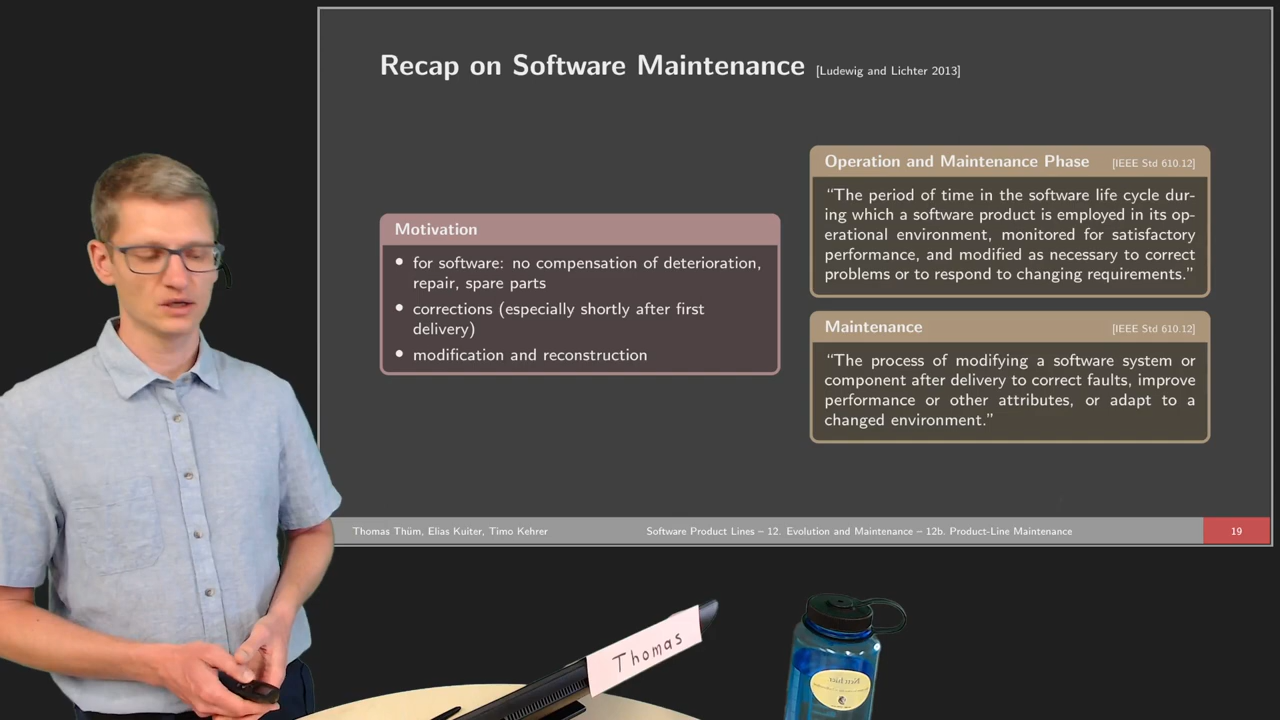 Recap on Software Maintenance [Ludewig and Lichter 2013]
Motivation
• for software: no compensation of deterioration,
repair, spare parts
• corrections (especially shortly after first
delivery)
• modification and reconstruction
Operation and Maintenance Phase [IEEE Std 610.12]
“The period of time in the software life cycle dur-
ing which a software product is employed in its op-
erational environment, monitored for satisfactory
performance, and modified as necessary to correct
problems or to respond to changing requirements.”
Maintenance [IEEE Std 610.12]
“The process of modifying a software system or
component after delivery to correct faults, improve
performance or other attributes, or adapt to a
changed environment.”
Thomas Thüm, Elias Kuiter, Timo Kehrer
Software Product Lines – 12. Evolution and Maintenance – 12b. Product-Line Maintenance
19
Thomas